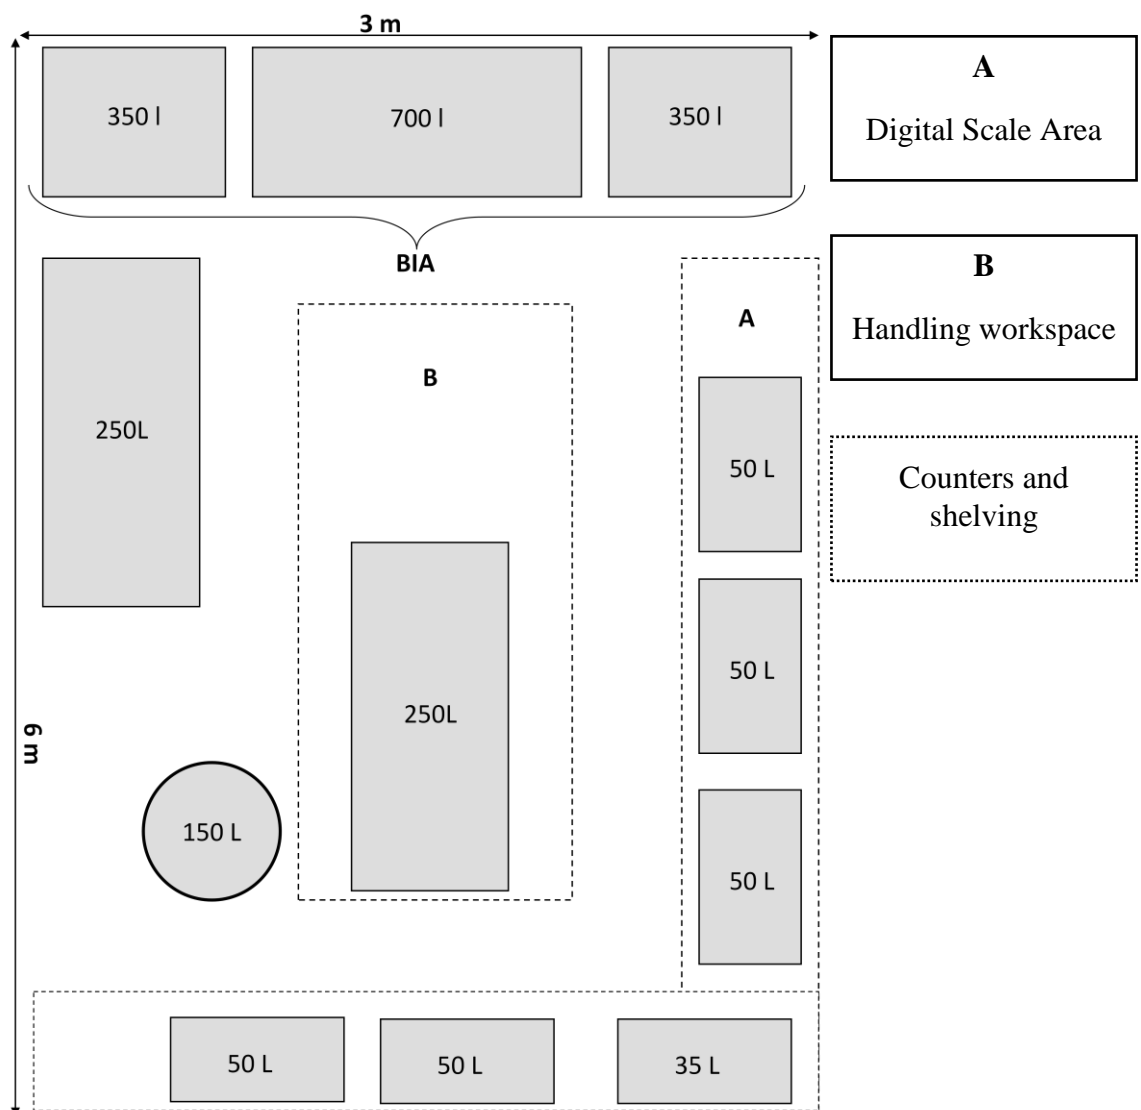 3 m
350 l
700 l
350 l
A
Digital Scale Area
BIA
B
Handling workspace
A
B
250L
50 L
Counters and
shelving
50 L
250L
6 m
150 L
50 L
50 L
50 L
35 L